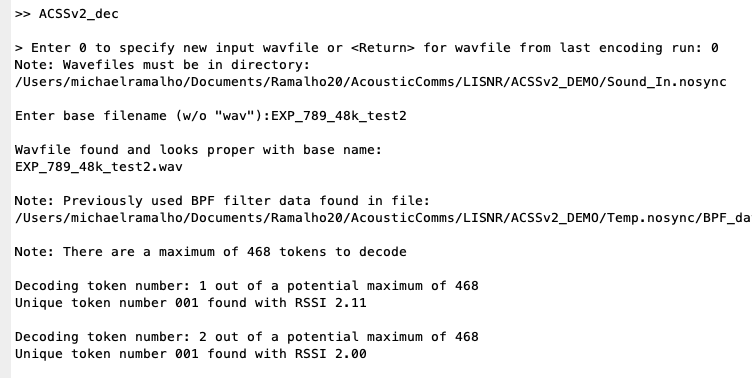 >> ACSSv2_dec
> Enter 0 to specify new input wavfile or <Return> for wavfile from last encoding run: 0
Note: Wavefiles must be in directory:
/Users/michaelramalho/Documents/Ramalho20/AcousticComms/LISNR/ACSSv2_DEMO/Sound_In.nosync
Enter base filename (w/o "wav"):EXP_789_48k_test2
Wavfile found and looks proper with base name:
EXP_789_48k_test2.wav
Note: Previously used BPF filter data found in file:
/Users/michaelramalho/Documents/Ramalho20/AcousticComms/LISNR/ACSSv2_DEMO/Temp.nosync/BPF_da
Note: There are a maximum of 468 tokens to decode
Decoding token number: 1 out of a potential maximum of 468
Unique token number 001 found with RSSI 2.11
Decoding token number: 2 out of a potential maximum of 468
Unique token number 001 found with RSSI 2.00